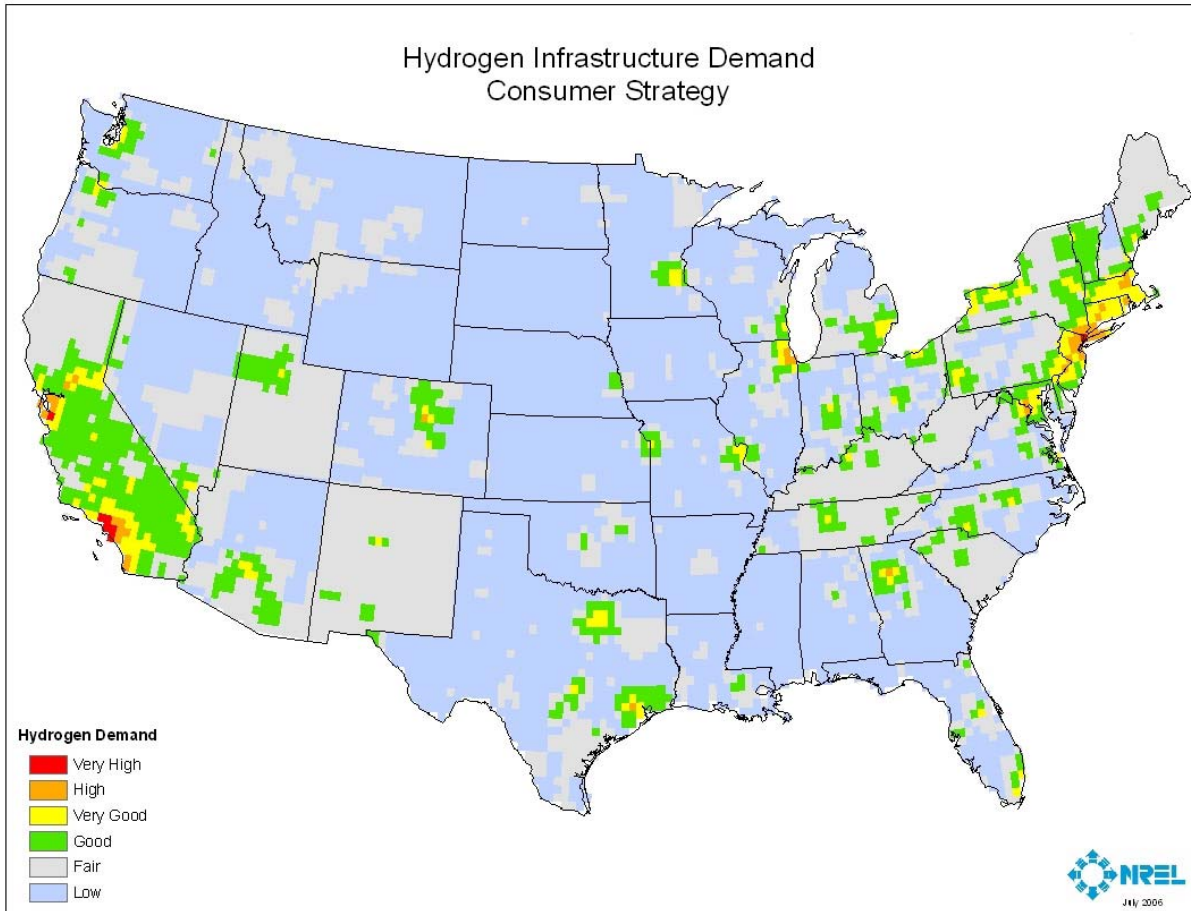 Hydrogen Infrastructure Demand
Consumer Strategy
Hydrogen Demand
Very High
High
Very Good
Good
Fair
Low
NREL
July 2006